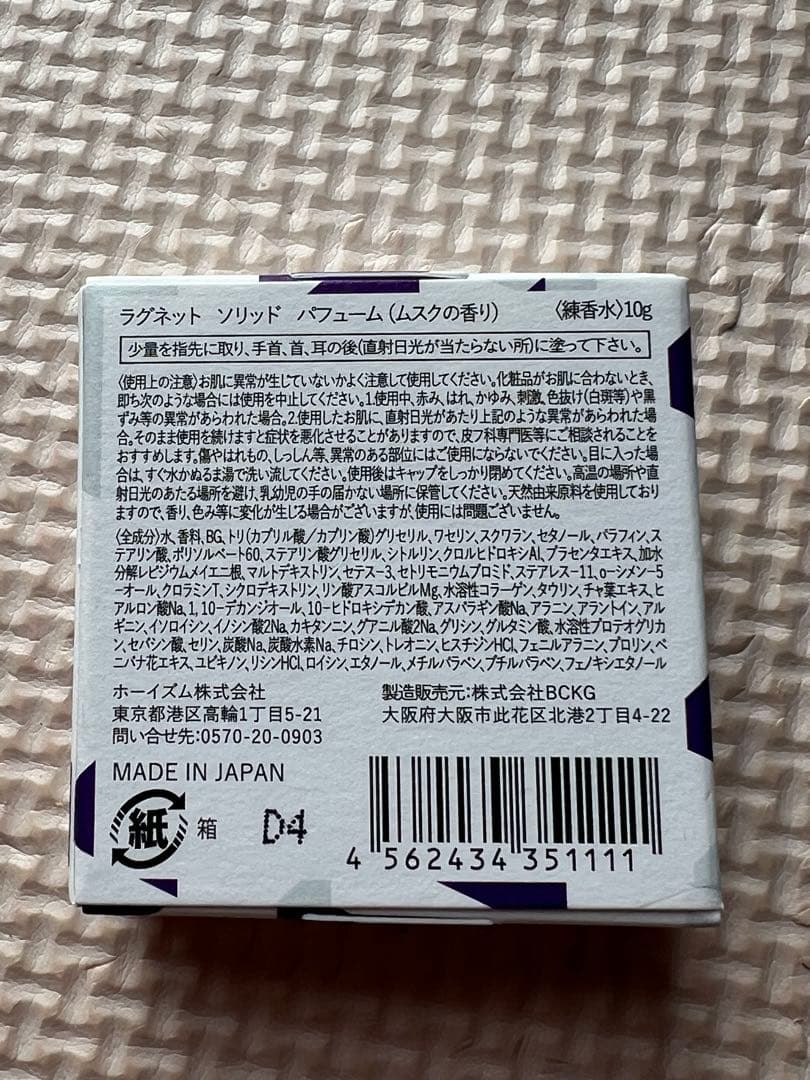 ラグネット ソリッド パフューム(ムスクの香り) 〈練香水〉10g
少量を指先に取り、手首、首、耳の後(直射日光が当たらない所)に塗って下さい。
〈使用上の注意〉お肌に異常が生じていないかよく注意して使用してください。化粧品がお肌に合わないとき、
即ち次のような場合には使用を中止してください。1.使用中、赤み、はれ、かゆみ、刺激、色抜け(白斑等)や黒
ずみ等の異常があらわれた場合。2.使用したお肌に、直射日光があたり上記のような異常があらわれた場
合。そのまま使用を続けますと症状を悪化させることがありますので、皮フ科専門医等にご相談されることを
おすすめします。傷やはれもの、しっしん等、異常のある部位にはご使用にならないでください。目に入った場
合は、すぐ水かぬるま湯で洗い流してください。使用後はキャップをしっかり閉めてください。高温の場所や直
射日光のあたる場所を避け、乳幼児の手の届かない場所に保管してください。天然由来原料を使用しており
ますので、香り、色み等に変化が生じる場合がございますが、使用には問題ございません。
〈全成分〉水、香料、BG、トリ(カプリル酸/カプリン酸)グリセリル、ワセリン、スクワラン、セタノール、パラフィン、ス
テアリン酸、ポリソルベート60、ステアリン酸グリセリル、シトルリン、クロルヒドロキシAl、プラセンタエキス、加水
分解レピジウムメイエニ根、マルトデキストリン、セテス-3、セトリモニウムブロミド、ステアレス-11、o-シメン-5
-オール、クロラミンT、シクロデキストリン、リン酸アスコルビルMg、水溶性コラーゲン、タウリン、チャ葉エキス、ヒ
アルロン酸Na、1,10-デカンジオール、10-ヒドロキシデカン酸、アスパラギン酸Na、アラニン、アラントイン、アル
ギニン、イソロイシン、イノシン酸2Na、カキタンニン、グアニル酸2Na、グリシン、グルタミン酸、水溶性プロテオグリカ
ン、セバシン酸、セリン、炭酸Na、炭酸水素Na、チロシン、トレオニン、ヒスチジンHCl、フェニルアラニン、プロリン、ベ
ニバナ花エキス、ユビキノン、リシンHCl、ロイシン、エタノール、メチルパラベン、ブチルパラベン、フェノキシエタノール
ホーイズム株式会社
東京都港区高輪1丁目5-21
問い合せ先:0570-20-0903
製造販売元:株式会社BCKG
大阪府大阪市此花区北港2丁目4-22
MADE IN JAPAN
紙 箱 D4
4 562434 351111